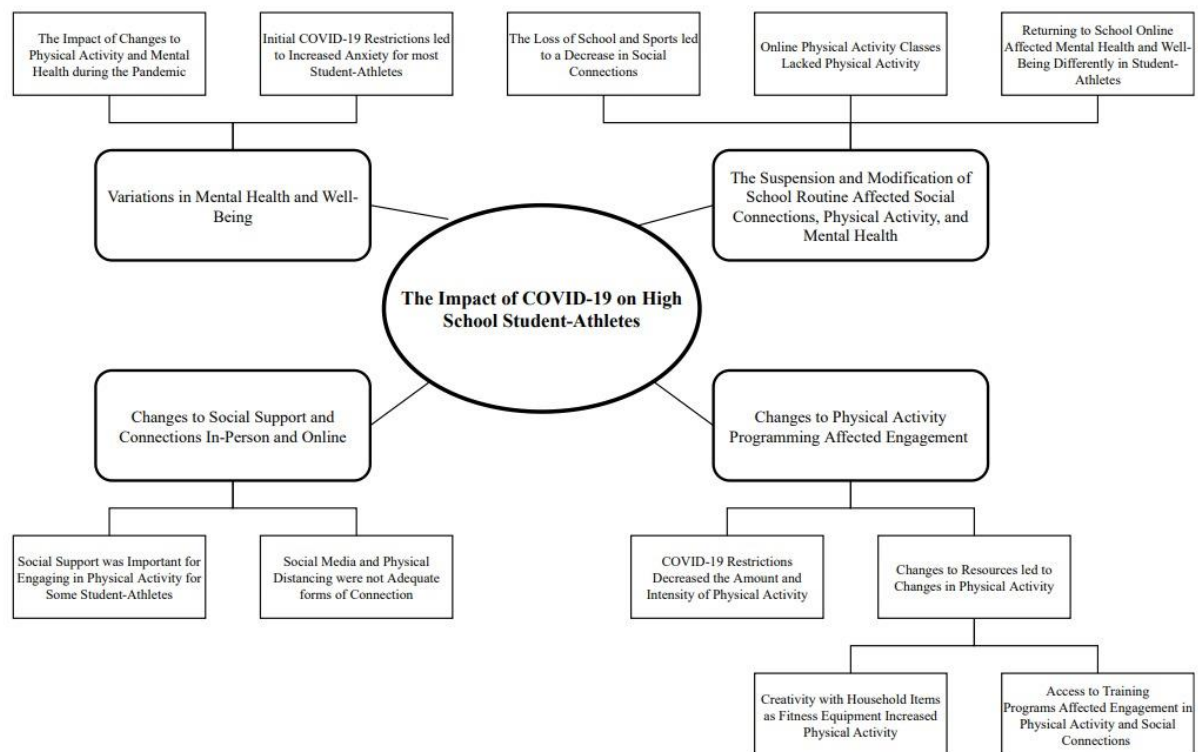 The Impact of Changes to
Physical Activity and Mental
Health during the Pandemic
Initial COVID-19 Restrictions led
to Increased Anxiety for most
Student-Athletes
The Loss of School and Sports led
to a Decrease in Social
Connections
Online Physical Activity Classes
Lacked Physical Activity
Returning to School Online
Affected Mental Health and Well-
Being Differently in Student-
Athletes
Variations in Mental Health and Well-
Being
The Suspension and Modification of
School Routine Affected Social
Connections, Physical Activity, and
Mental Health
The Impact of COVID-19 on High
School Student-Athletes
Changes to Social Support and
Connections In-Person and Online
Changes to Physical Activity
Programming Affected Engagement
Social Support was Important for
Engaging in Physical Activity for
Some Student-Athletes
Social Media and Physical
Distancing were not Adequate
forms of Connection
COVID-19 Restrictions
Decreased the Amount and
Intensity of Physical Activity
Changes to Resources led to
Changes in Physical Activity
Creativity with Household Items
as Fitness Equipment Increased
Physical Activity
Access to Training
Programs Affected Engagement in
Physical Activity and Social
Connections